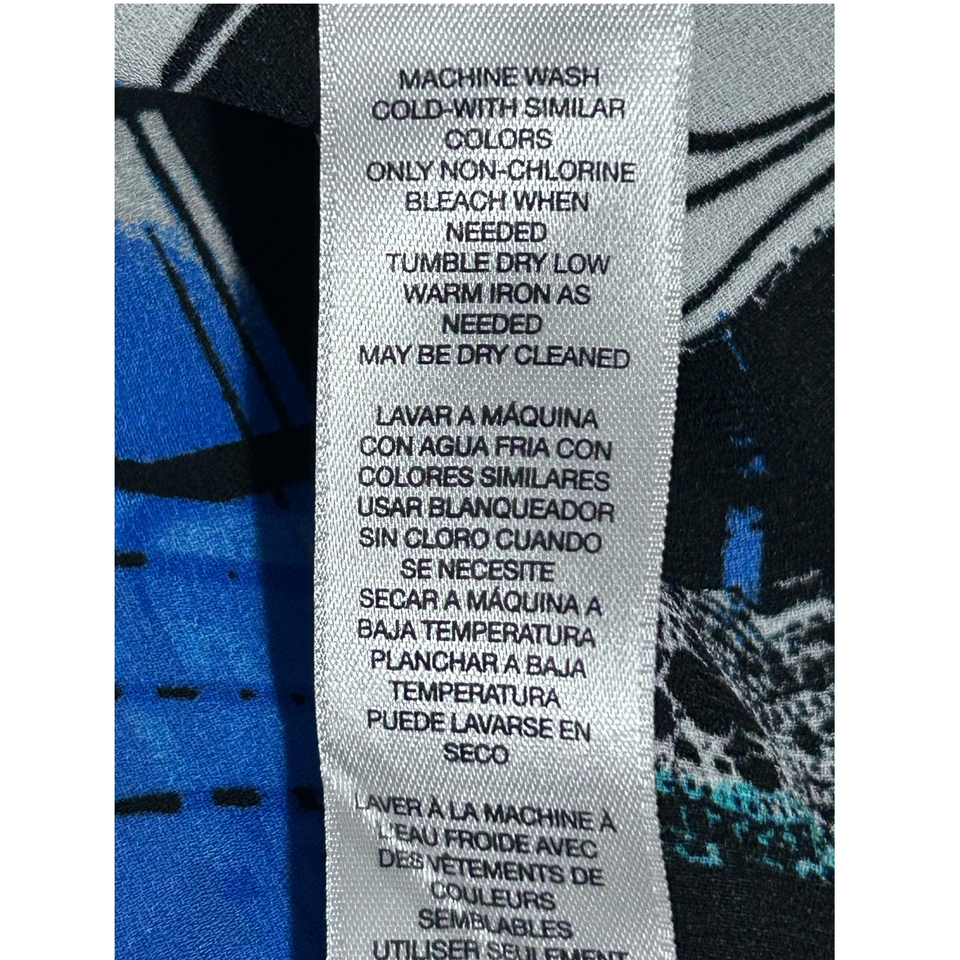 MACHINE WASH
COLD-WITH SIMILAR
COLORS
ONLY NON-CHLORINE
BLEACH WHEN
NEEDED
TUMBLE DRY LOW
WARM IRON AS
NEEDED
MAY BE DRY CLEANED
LAVAR A MÁQUINA
CON AGUA FRIA CON
COLORES SIMILARES
USAR BLANQUEADOR
SIN CLORO CUANDO
SE NECESITE
SECAR A MÁQUINA A
BAJA TEMPERATURA
PLANCHAR A BAJA
TEMPERATURA
PUEDE LAVARSE EN
SECO
LAVER À LA MACHINE À
L'EAU FROIDE AVEC
DES VÊTEMENTS DE
COULEURS
SEMBLABLES
UTILISER SEULEMENT